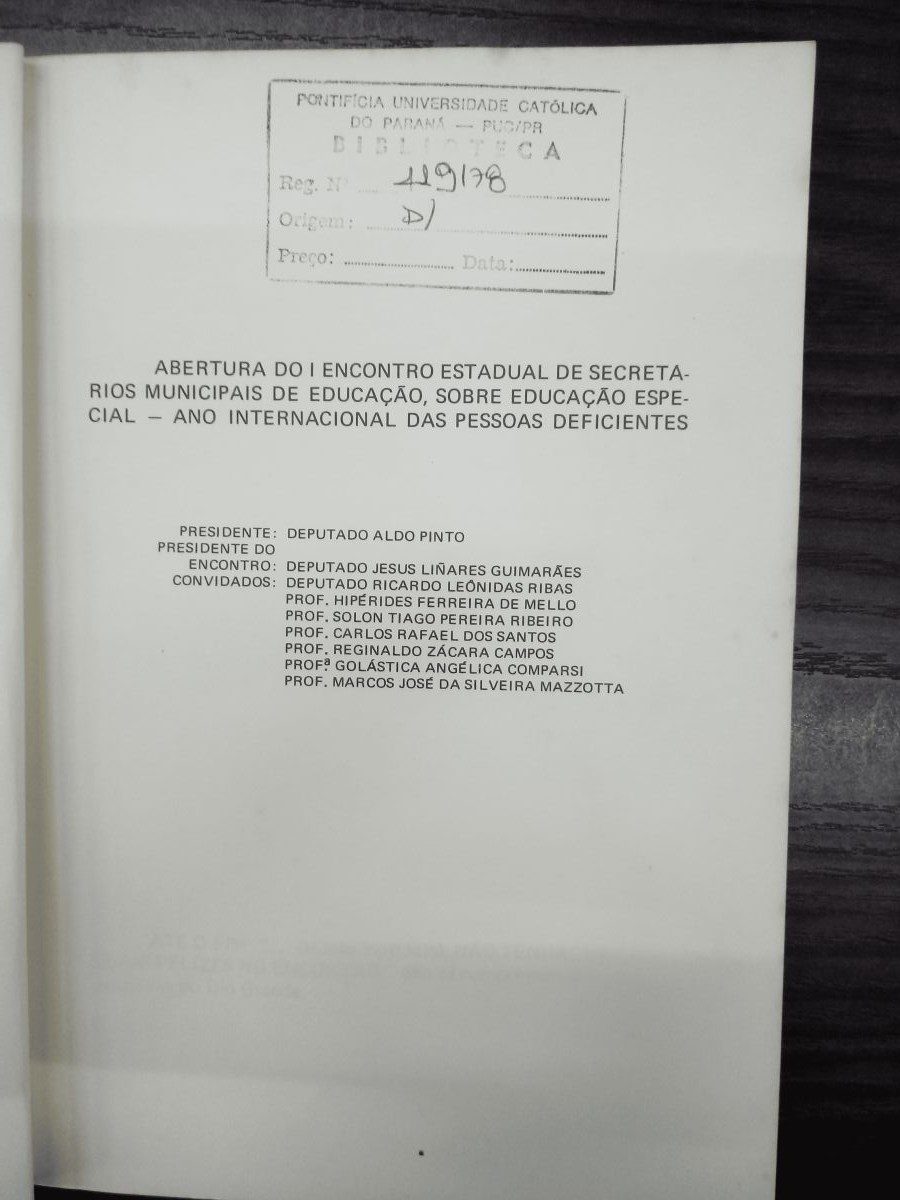 PONTIFÍCIA UNIVERSIDADE CATÓLICA
DO PARANÁ — PUC/PR
BIBLIOTECA
Reg. Nº 119178
Origem: D/
Preço: Data:
ABERTURA DO I ENCONTRO ESTADUAL DE SECRETA-
RIOS MUNICIPAIS DE EDUCAÇÃO, SOBRE EDUCAÇÃO ESPE-
CIAL — ANO INTERNACIONAL DAS PESSOAS DEFICIENTES
PRESIDENTE: DEPUTADO ALDO PINTO
PRESIDENTE DO
ENCONTRO: DEPUTADO JESUS LIÑARES GUIMARÃES
CONVIDADOS: DEPUTADO RICARDO LEÔNIDAS RIBAS
PROF. HIPÉRIDES FERREIRA DE MELLO
PROF. SOLON TIAGO PEREIRA RIBEIRO
PROF. CARLOS RAFAEL DOS SANTOS
PROF. REGINALDO ZÁCARA CAMPOS
PROFª. GOLÁSTICA ANGÉLICA COMPARSI
PROF. MARCOS JOSÉ DA SILVEIRA MAZZOTTA